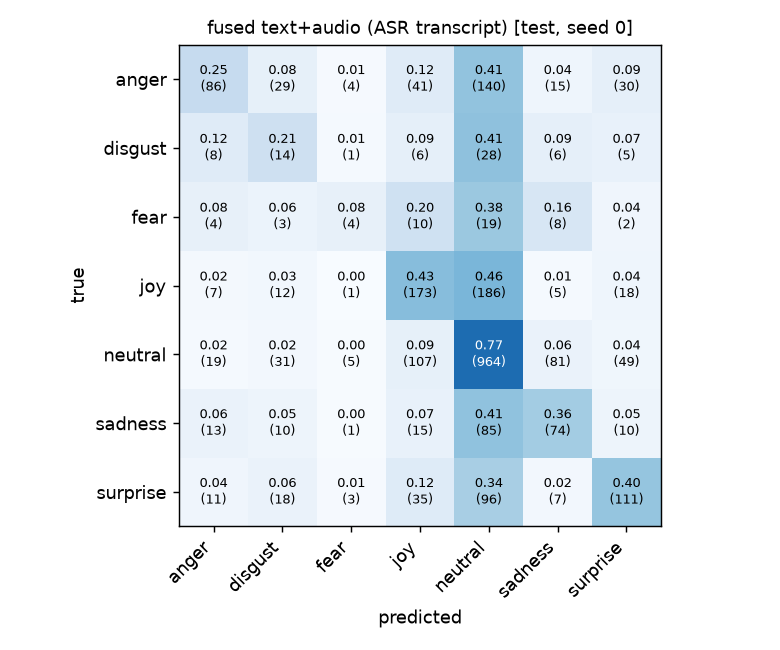 fused text+audio (ASR transcript) [test, seed 0]
anger 0.25 0.08 0.01 0.12 0.41 0.04 0.09
(86) (29) (4) (41) (140) (15) (30)
disgust 0.12 0.21 0.01 0.09 0.41 0.09 0.07
(8) (14) (1) (6) (28) (6) (5)
fear 0.08 0.06 0.08 0.20 0.38 0.16 0.04
(4) (3) (4) (10) (19) (8) (2)
true
joy 0.02 0.03 0.00 0.43 0.46 0.01 0.04
(7) (12) (1) (173) (186) (5) (18)
neutral 0.02 0.02 0.00 0.09 0.77 0.06 0.04
(19) (31) (5) (107) (964) (81) (49)
sadness 0.06 0.05 0.00 0.07 0.41 0.36 0.05
(13) (10) (1) (15) (85) (74) (10)
surprise 0.04 0.06 0.01 0.12 0.34 0.02 0.40
(11) (18) (3) (35) (96) (7) (111)
anger disgust fear joy neutral sadness surprise
predicted